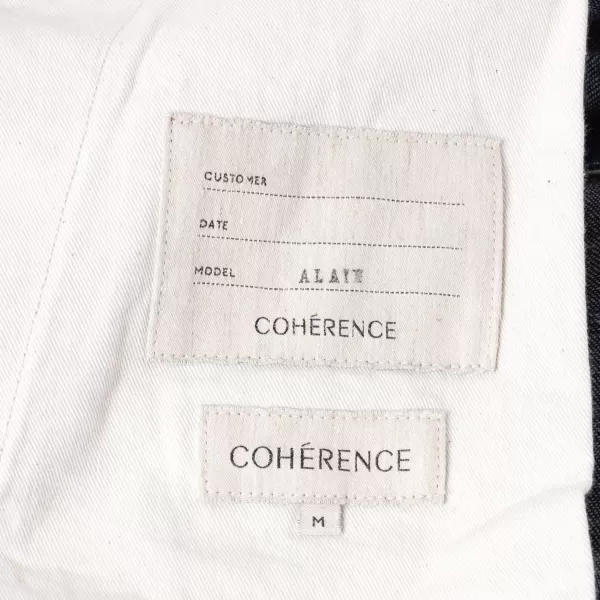 CUSTOMER
DATE
MODEL ALAIN
COHÉRENCE
COHÉRENCE
M